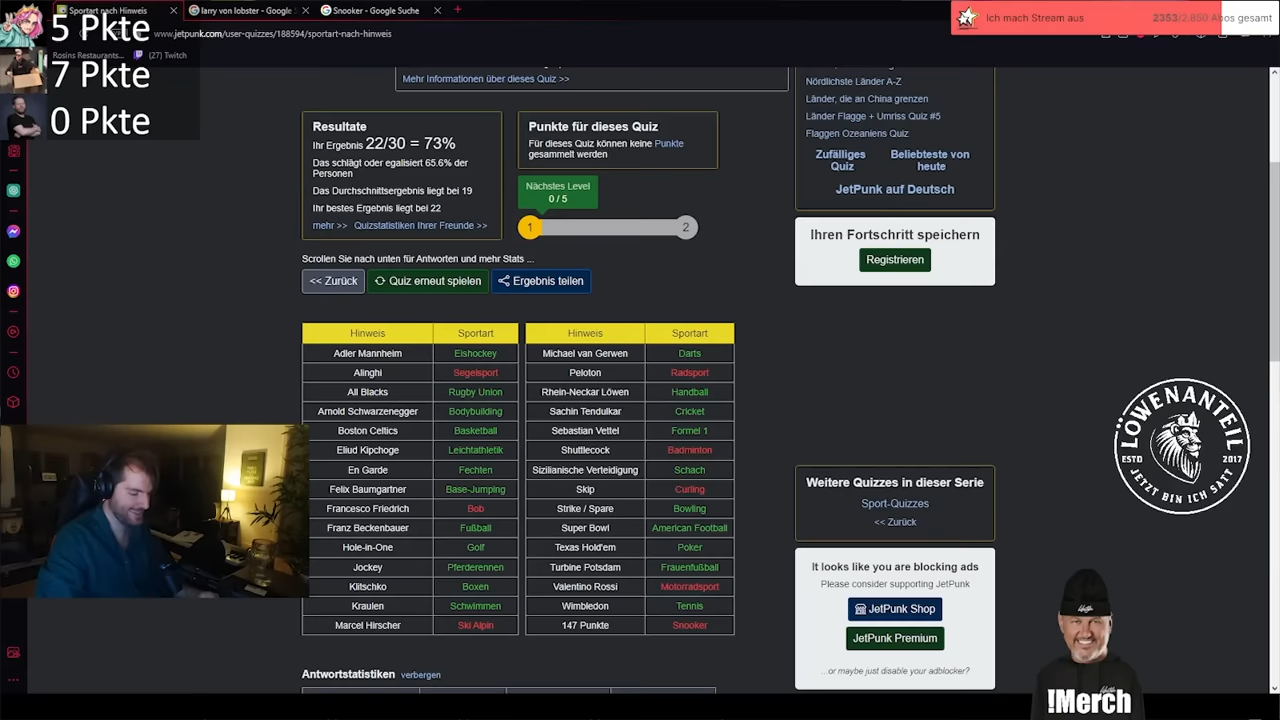 Sportart nach Hinweis
larry von lobster - Google
Snooker - Google Suche
5 Pkte
7 Pkte
0 Pkte
www.jetpunk.com/user-quizzes/188594/sportart-nach-hinweis
Rosins Restaurants...
(27) Twitch
Ich mach Stream aus
2353/2.850 Abos gesamt
Mehr Informationen über dieses Quiz >>
Resultate
Ihr Ergebnis 22/30 = 73%
Das schlägt oder egalisiert 65.6% der
Personen
Das Durchschnittsergebnis liegt bei 19
Ihr bestes Ergebnis liegt bei 22
mehr >> Quizstatistiken Ihrer Freunde >>
Punkte für dieses Quiz
Für dieses Quiz können keine Punkte
gesammelt werden
Nächstes Level
0 / 5
1
2
Scrollen Sie nach unten für Antworten und mehr Stats ...
<< Zurück
Quiz erneut spielen
Ergebnis teilen
Hinweis Sportart
Adler Mannheim Eishockey
Alinghi Segelsport
All Blacks Rugby Union
Arnold Schwarzenegger Bodybuilding
Boston Celtics Basketball
Eliud Kipchoge Leichtathletik
En Garde Fechten
Felix Baumgartner Base-Jumping
Francesco Friedrich Bob
Franz Beckenbauer Fußball
Hole-in-One Golf
Jockey Pferderennen
Klitschko Boxen
Kraulen Schwimmen
Marcel Hirscher Ski Alpin
Hinweis Sportart
Michael van Gerwen Darts
Peloton Radsport
Rhein-Neckar Löwen Handball
Sachin Tendulkar Cricket
Sebastian Vettel Formel 1
Shuttlecock Badminton
Sizilianische Verteidigung Schach
Skip Curling
Strike / Spare Bowling
Super Bowl American Football
Texas Hold'em Poker
Turbine Potsdam Frauenfußball
Valentino Rossi Motorradsport
Wimbledon Tennis
147 Punkte Snooker
Antwortstatistiken verbergen
Nördlichste Länder A-Z
Länder, die an China grenzen
Länder Flagge + Umriss Quiz #5
Flaggen Ozeaniens Quiz
Zufälliges
Quiz
Beliebteste von
heute
JetPunk auf Deutsch
Ihren Fortschritt speichern
Registrieren
Weitere Quizzes in dieser Serie
Sport-Quizzes
<< Zurück
It looks like you are blocking ads
Please consider supporting JetPunk
JetPunk Shop
JetPunk Premium
...or maybe just disable your adblocker?
LÖWENANTEIL
ESTD
2017
JETZT BIN ICH SATT
!Merch